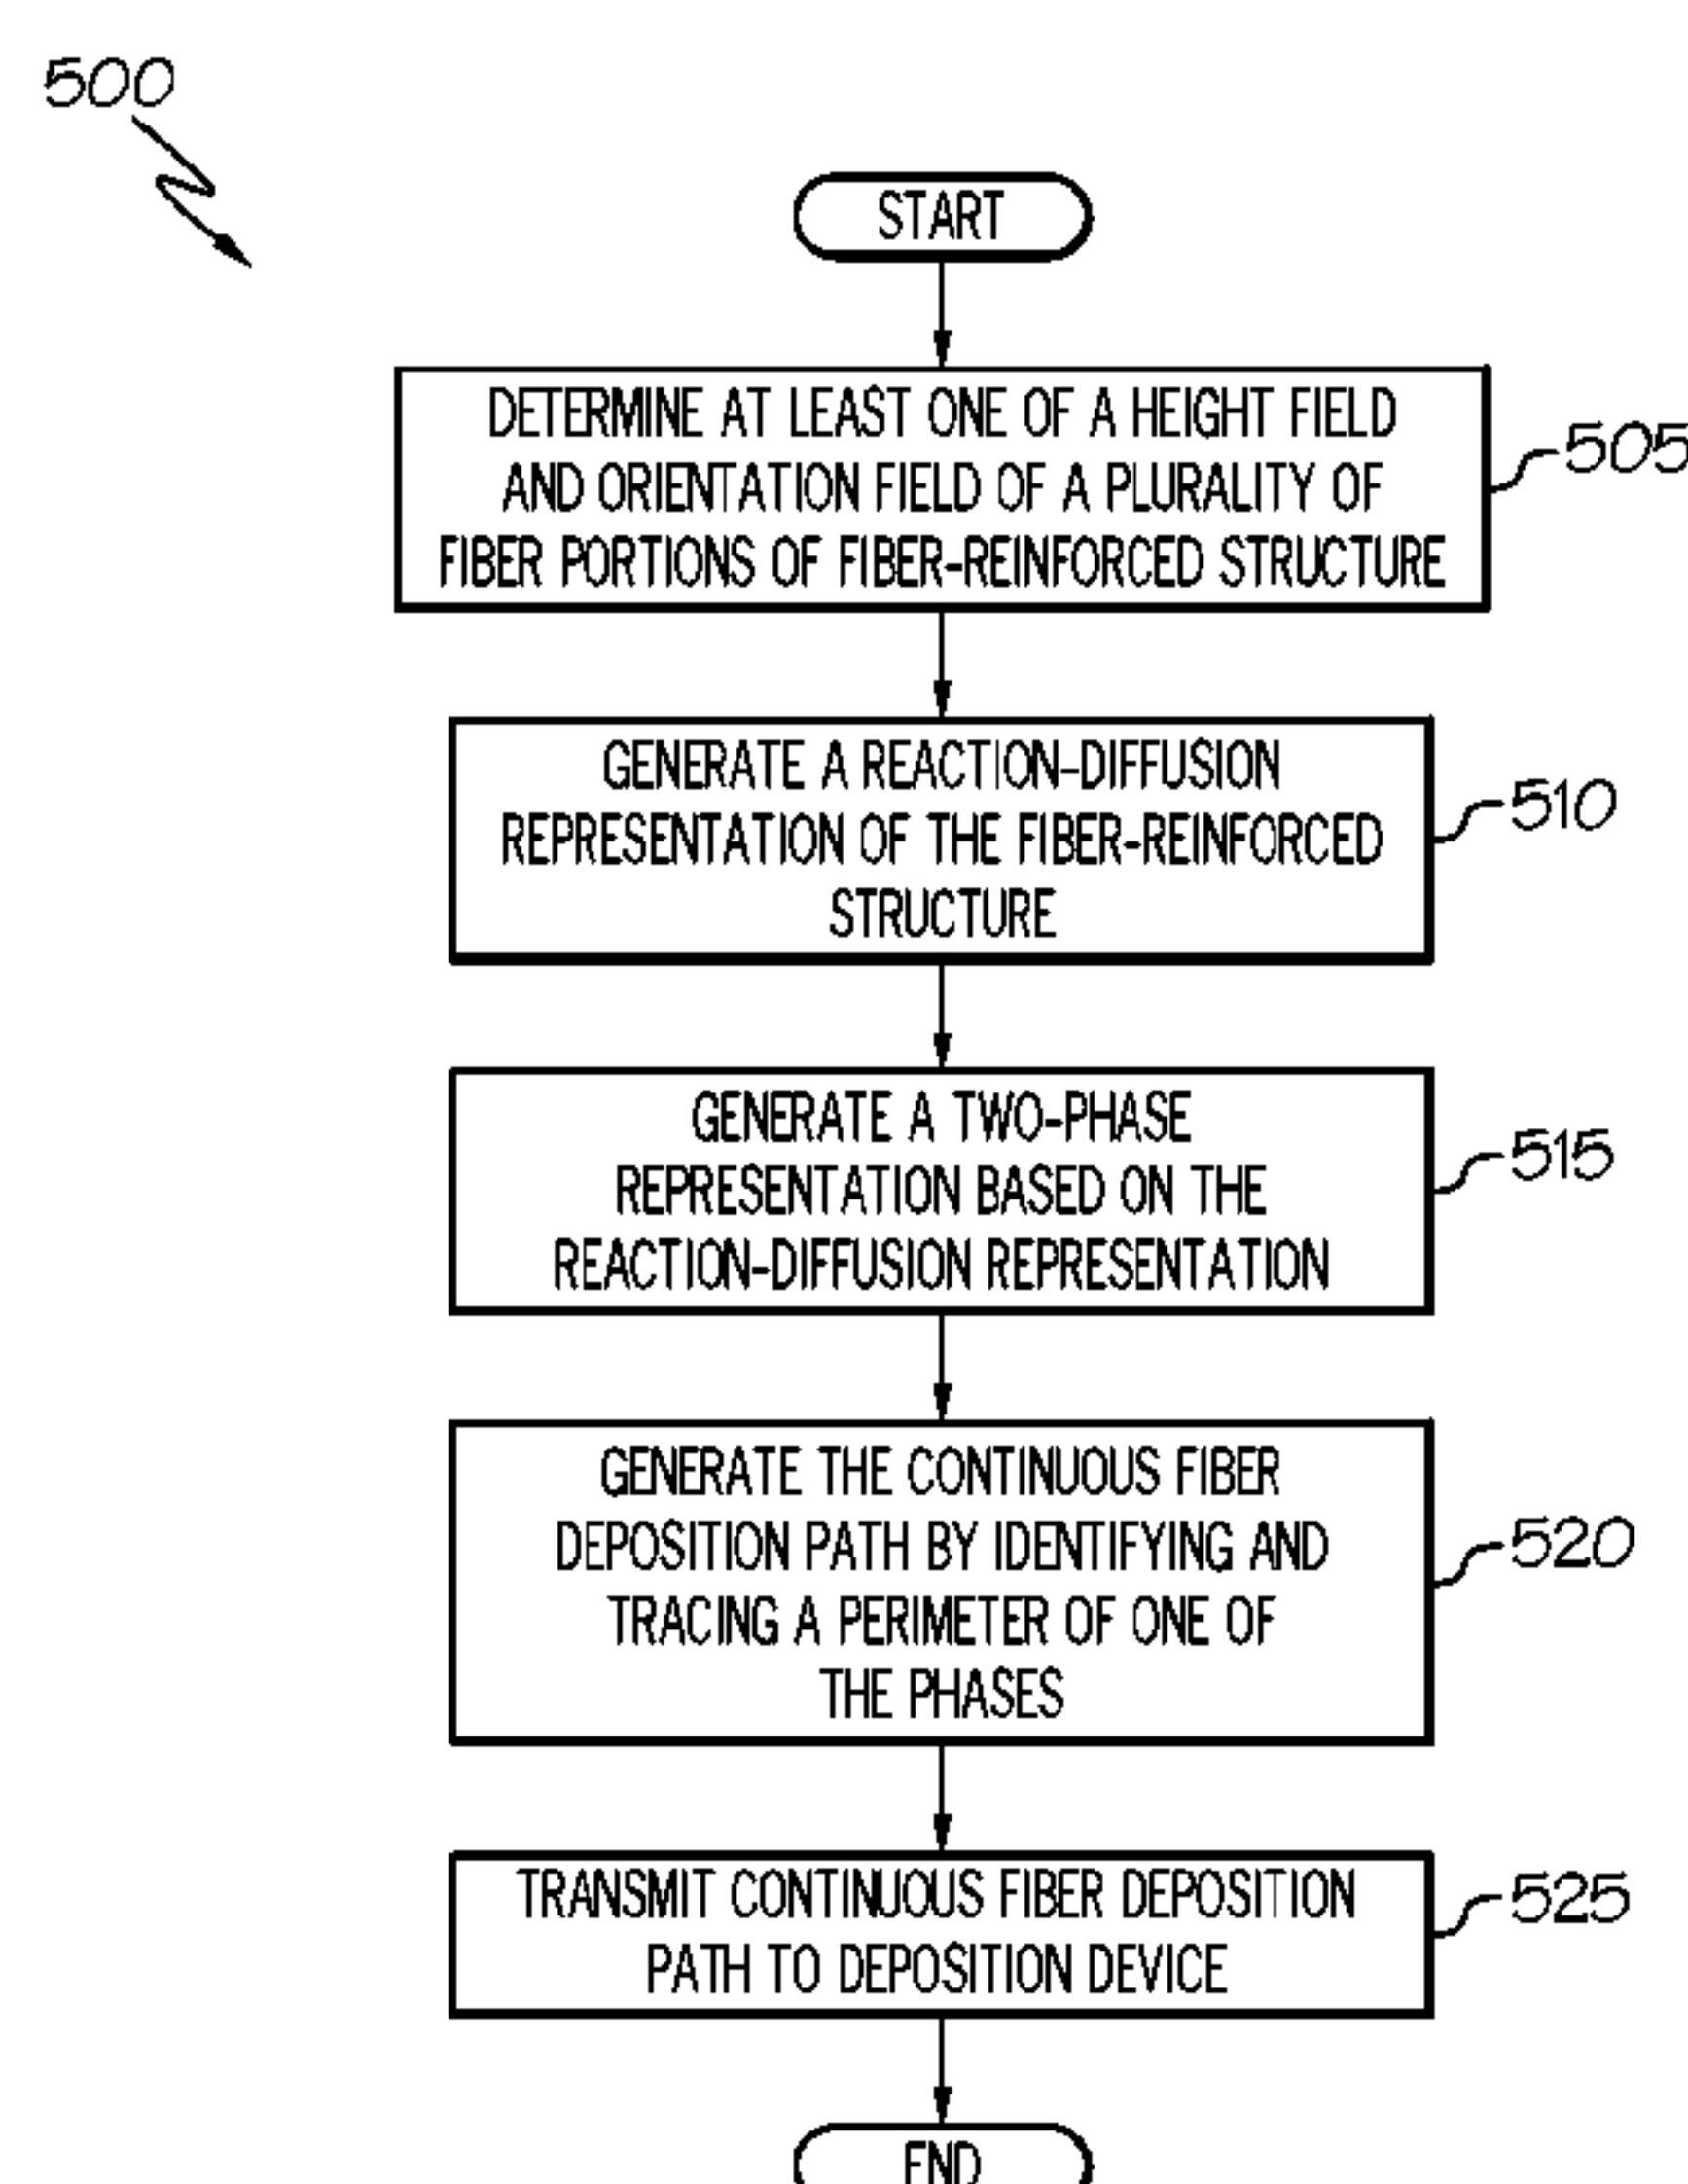 500
START
DETERMINE AT LEAST ONE OF A HEIGHT FIELD
AND ORIENTATION FIELD OF A PLURALITY OF
FIBER PORTIONS OF FIBER-REINFORCED STRUCTURE
505
GENERATE A REACTION-DIFFUSION
REPRESENTATION OF THE FIBER-REINFORCED
STRUCTURE
510
GENERATE A TWO-PHASE
REPRESENTATION BASED ON THE
REACTION-DIFFUSION REPRESENTATION
515
GENERATE THE CONTINUOUS FIBER
DEPOSITION PATH BY IDENTIFYING AND
TRACING A PERIMETER OF ONE OF
THE PHASES
520
TRANSMIT CONTINUOUS FIBER DEPOSITION
PATH TO DEPOSITION DEVICE
525
END